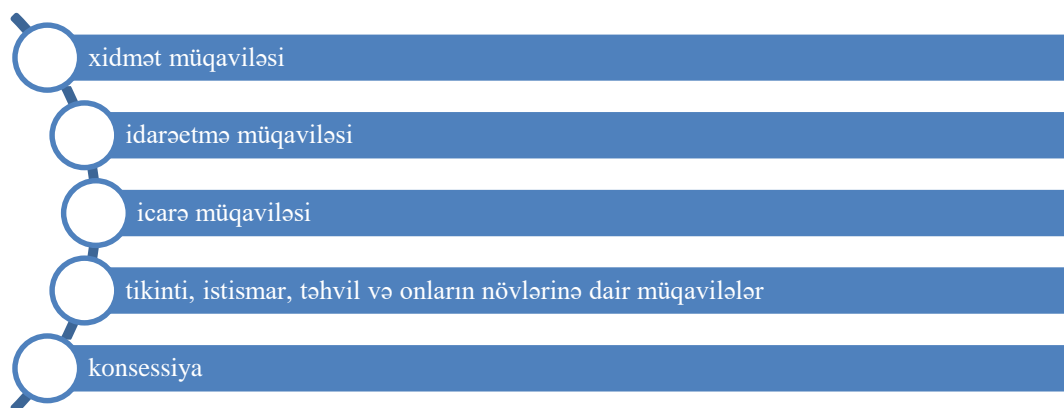 xidmət müqaviləsi
idarəetmə müqaviləsi
icarə müqaviləsi
tikinti, istismar, təhvil və onların növlərinə dair müqavilələr
konsessiya